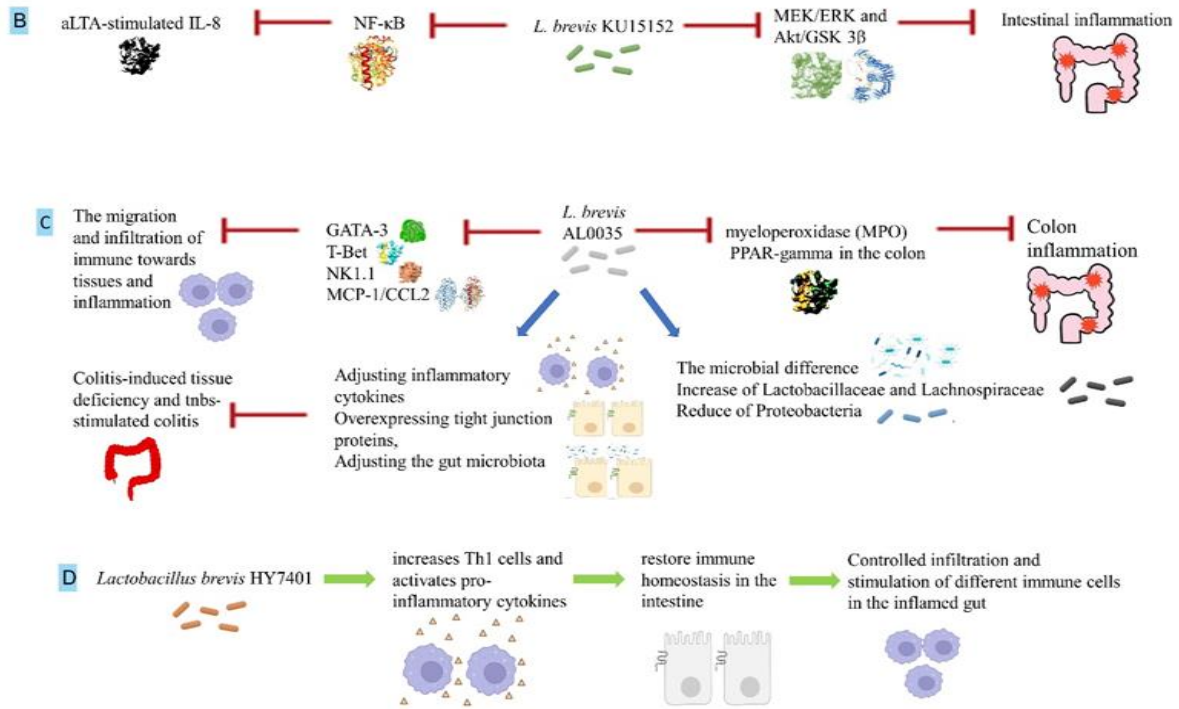 B
aLTA-stimulated IL-8
NF-κB
L. brevis KU15152
MEK/ERK and
Akt/GSK 3β
Intestinal inflammation
C
The migration
and infiltration of
immune towards
tissues and
inflammation
GATA-3
T-Bet
NK1.1
MCP-1/CCL2
L. brevis
AL0035
myeloperoxidase (MPO)
PPAR-gamma in the colon
Colon
inflammation
Colitis-induced tissue
deficiency and tnbs-
stimulated colitis
Adjusting inflammatory
cytokines
Overexpressing tight junction
proteins,
Adjusting the gut microbiota
The microbial difference
Increase of Lactobacillaceae and Lachnospiraceae
Reduce of Proteobacteria
D
Lactobacillus brevis HY7401
increases Th1 cells and
activates pro-
inflammatory cytokines
restore immune
homeostasis in the
intestine
Controlled infiltration and
stimulation of different immune cells
in the inflamed gut